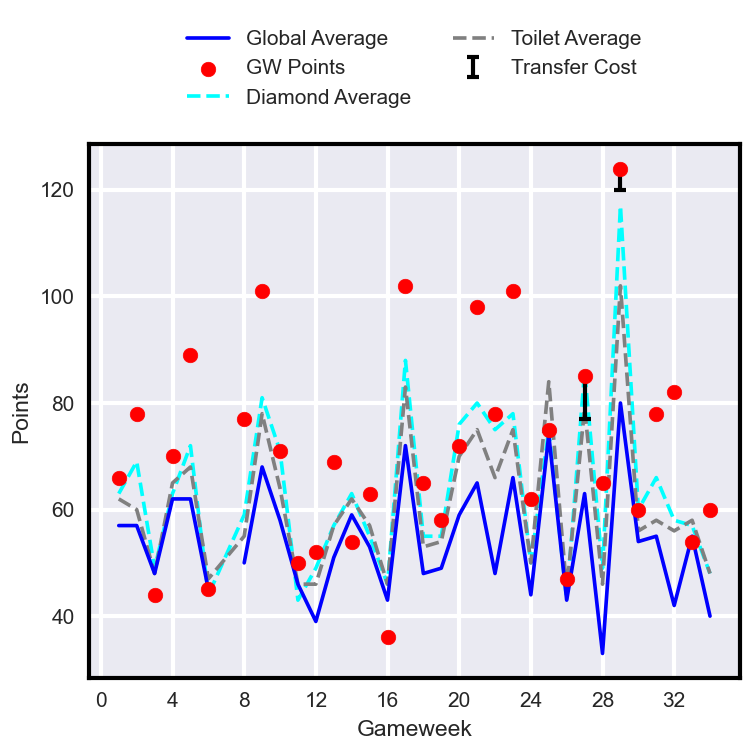 Global Average
GW Points
Diamond Average
Toilet Average
Transfer Cost
120
100
80
60
40
Points
0 4 8 12 16 20 24 28 32
Gameweek